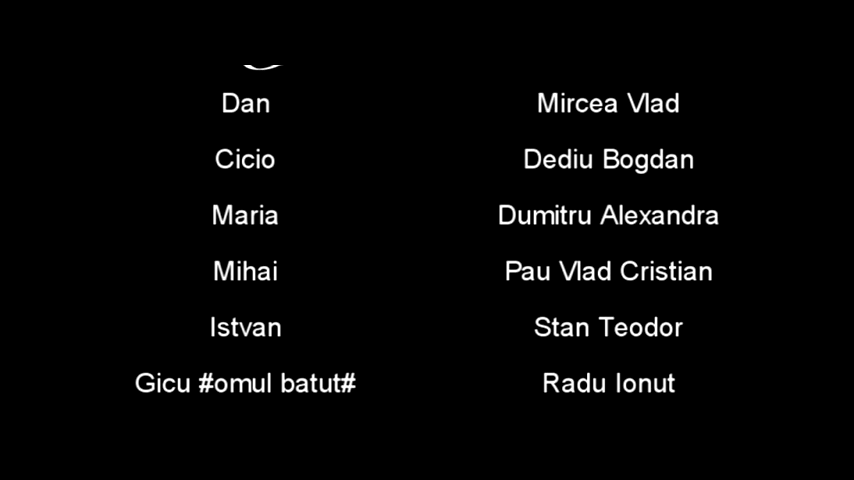 Dan Mircea Vlad
Cicio Dediu Bogdan
Maria Dumitru Alexandra
Mihai Pau Vlad Cristian
Istvan Stan Teodor
Gicu #omul batut# Radu Ionut